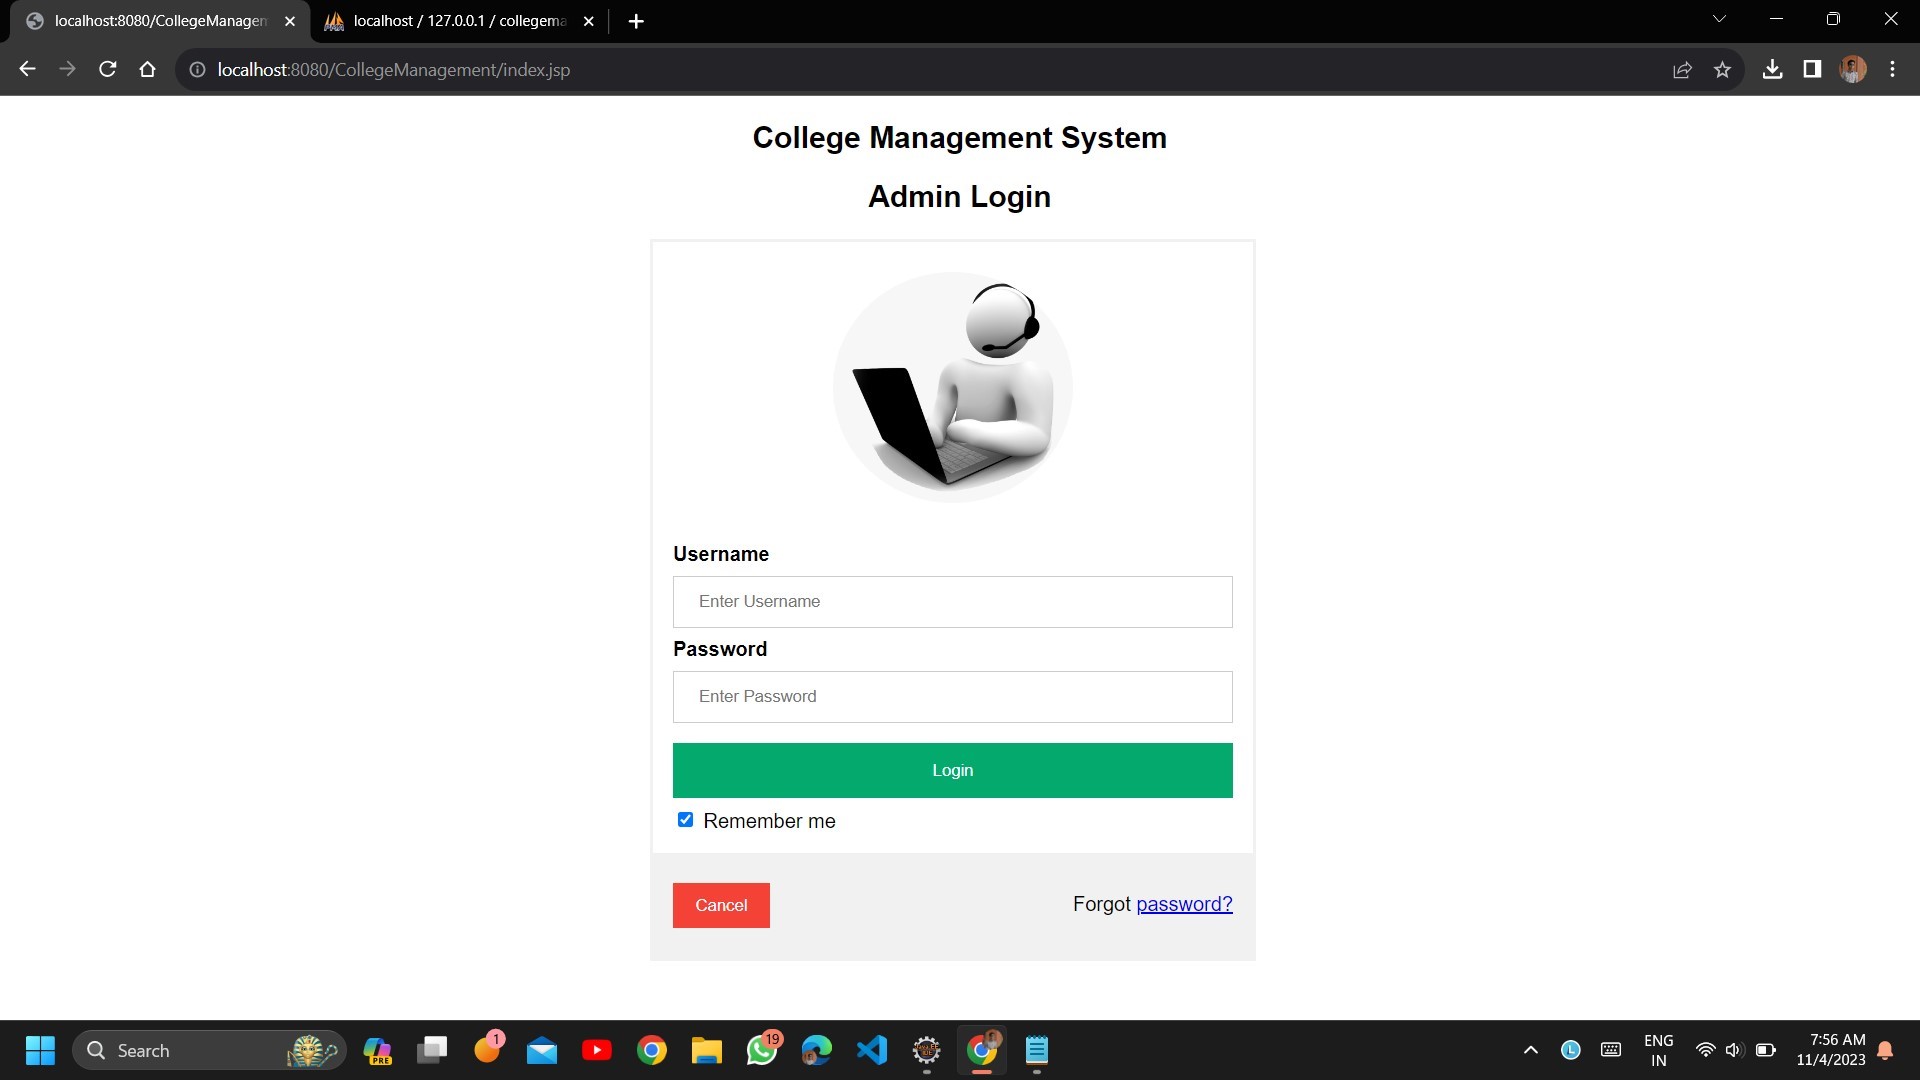 localhost:8080/CollegeManagem
localhost / 127.0.0.1 / collegema
localhost:8080/CollegeManagement/index.jsp
College Management System
Admin Login
Username
Enter Username
Password
Enter Password
Login
Remember me
Cancel
Forgot password?
Search
PRE
1
19
ENG
IN
7:56 AM
11/4/2023